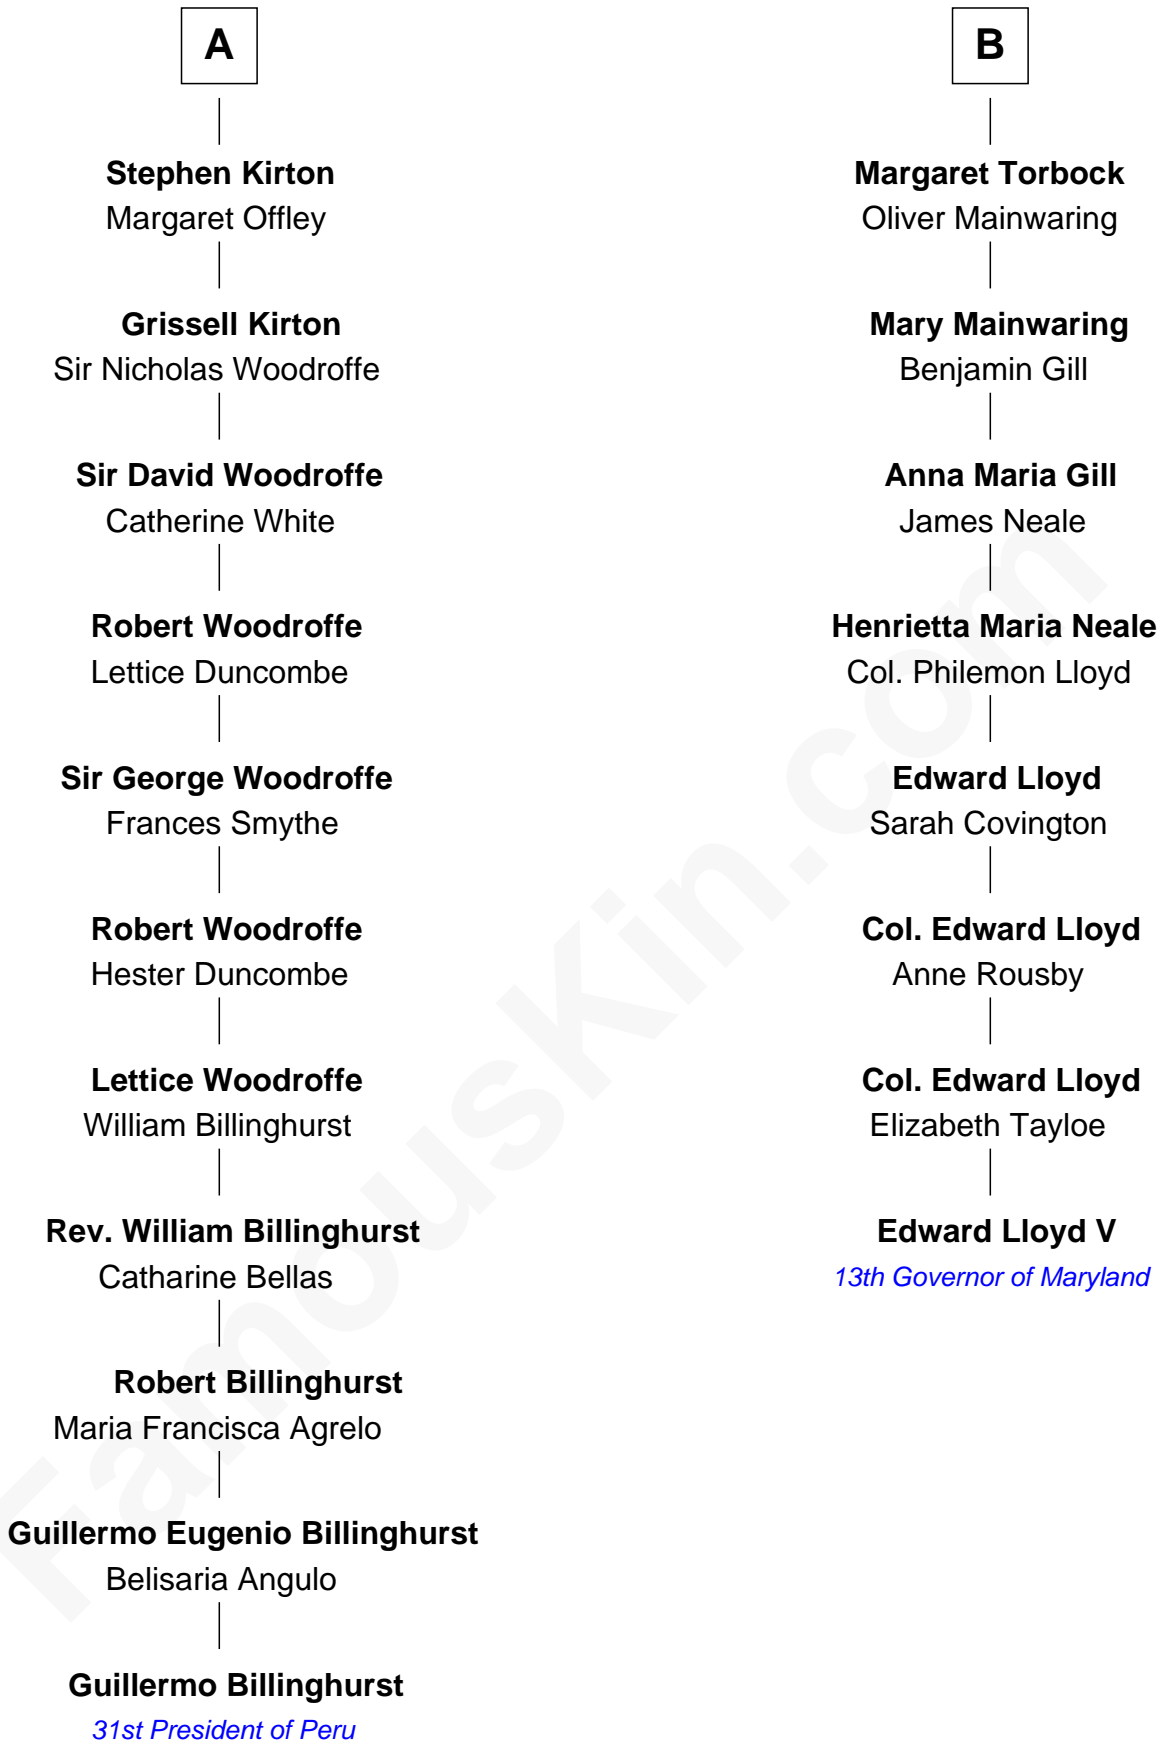 A
Stephen Kirton
Margaret Offley
Grissell Kirton
Sir Nicholas Woodroffe
Sir David Woodroffe
Catherine White
Robert Woodroffe
Lettice Duncombe
Sir George Woodroffe
Frances Smythe
Robert Woodroffe
Hester Duncombe
Lettice Woodroffe
William Billinghurst
Rev. William Billinghurst
Catharine Bellas
Robert Billinghurst
Maria Francisca Agrelo
Guillermo Eugenio Billinghurst
Belisaria Angulo
Guillermo Billinghurst
31st President of Peru
B
Margaret Torbock
Oliver Mainwaring
Mary Mainwaring
Benjamin Gill
Anna Maria Gill
James Neale
Henrietta Maria Neale
Col. Philemon Lloyd
Edward Lloyd
Sarah Covington
Col. Edward Lloyd
Anne Rousby
Col. Edward Lloyd
Elizabeth Tayloe
Edward Lloyd V
13th Governor of Maryland
FamousKin.com